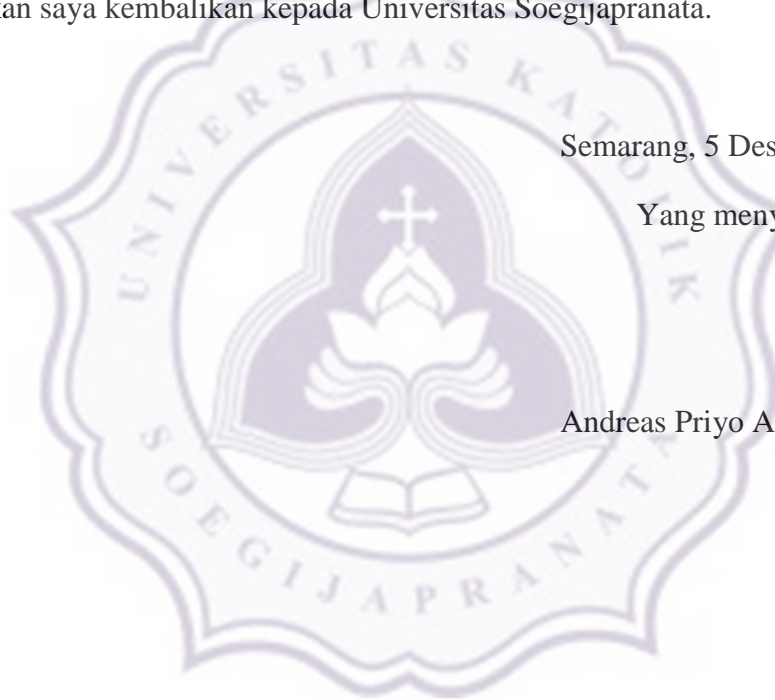 kan saya kembalikan kepada Universitas Soegijapranata.
Semarang, 5 Des
Yang meny
Andreas Priyo A
UNIVERSITAS KATOLIK
SOEGIJAPRANATA